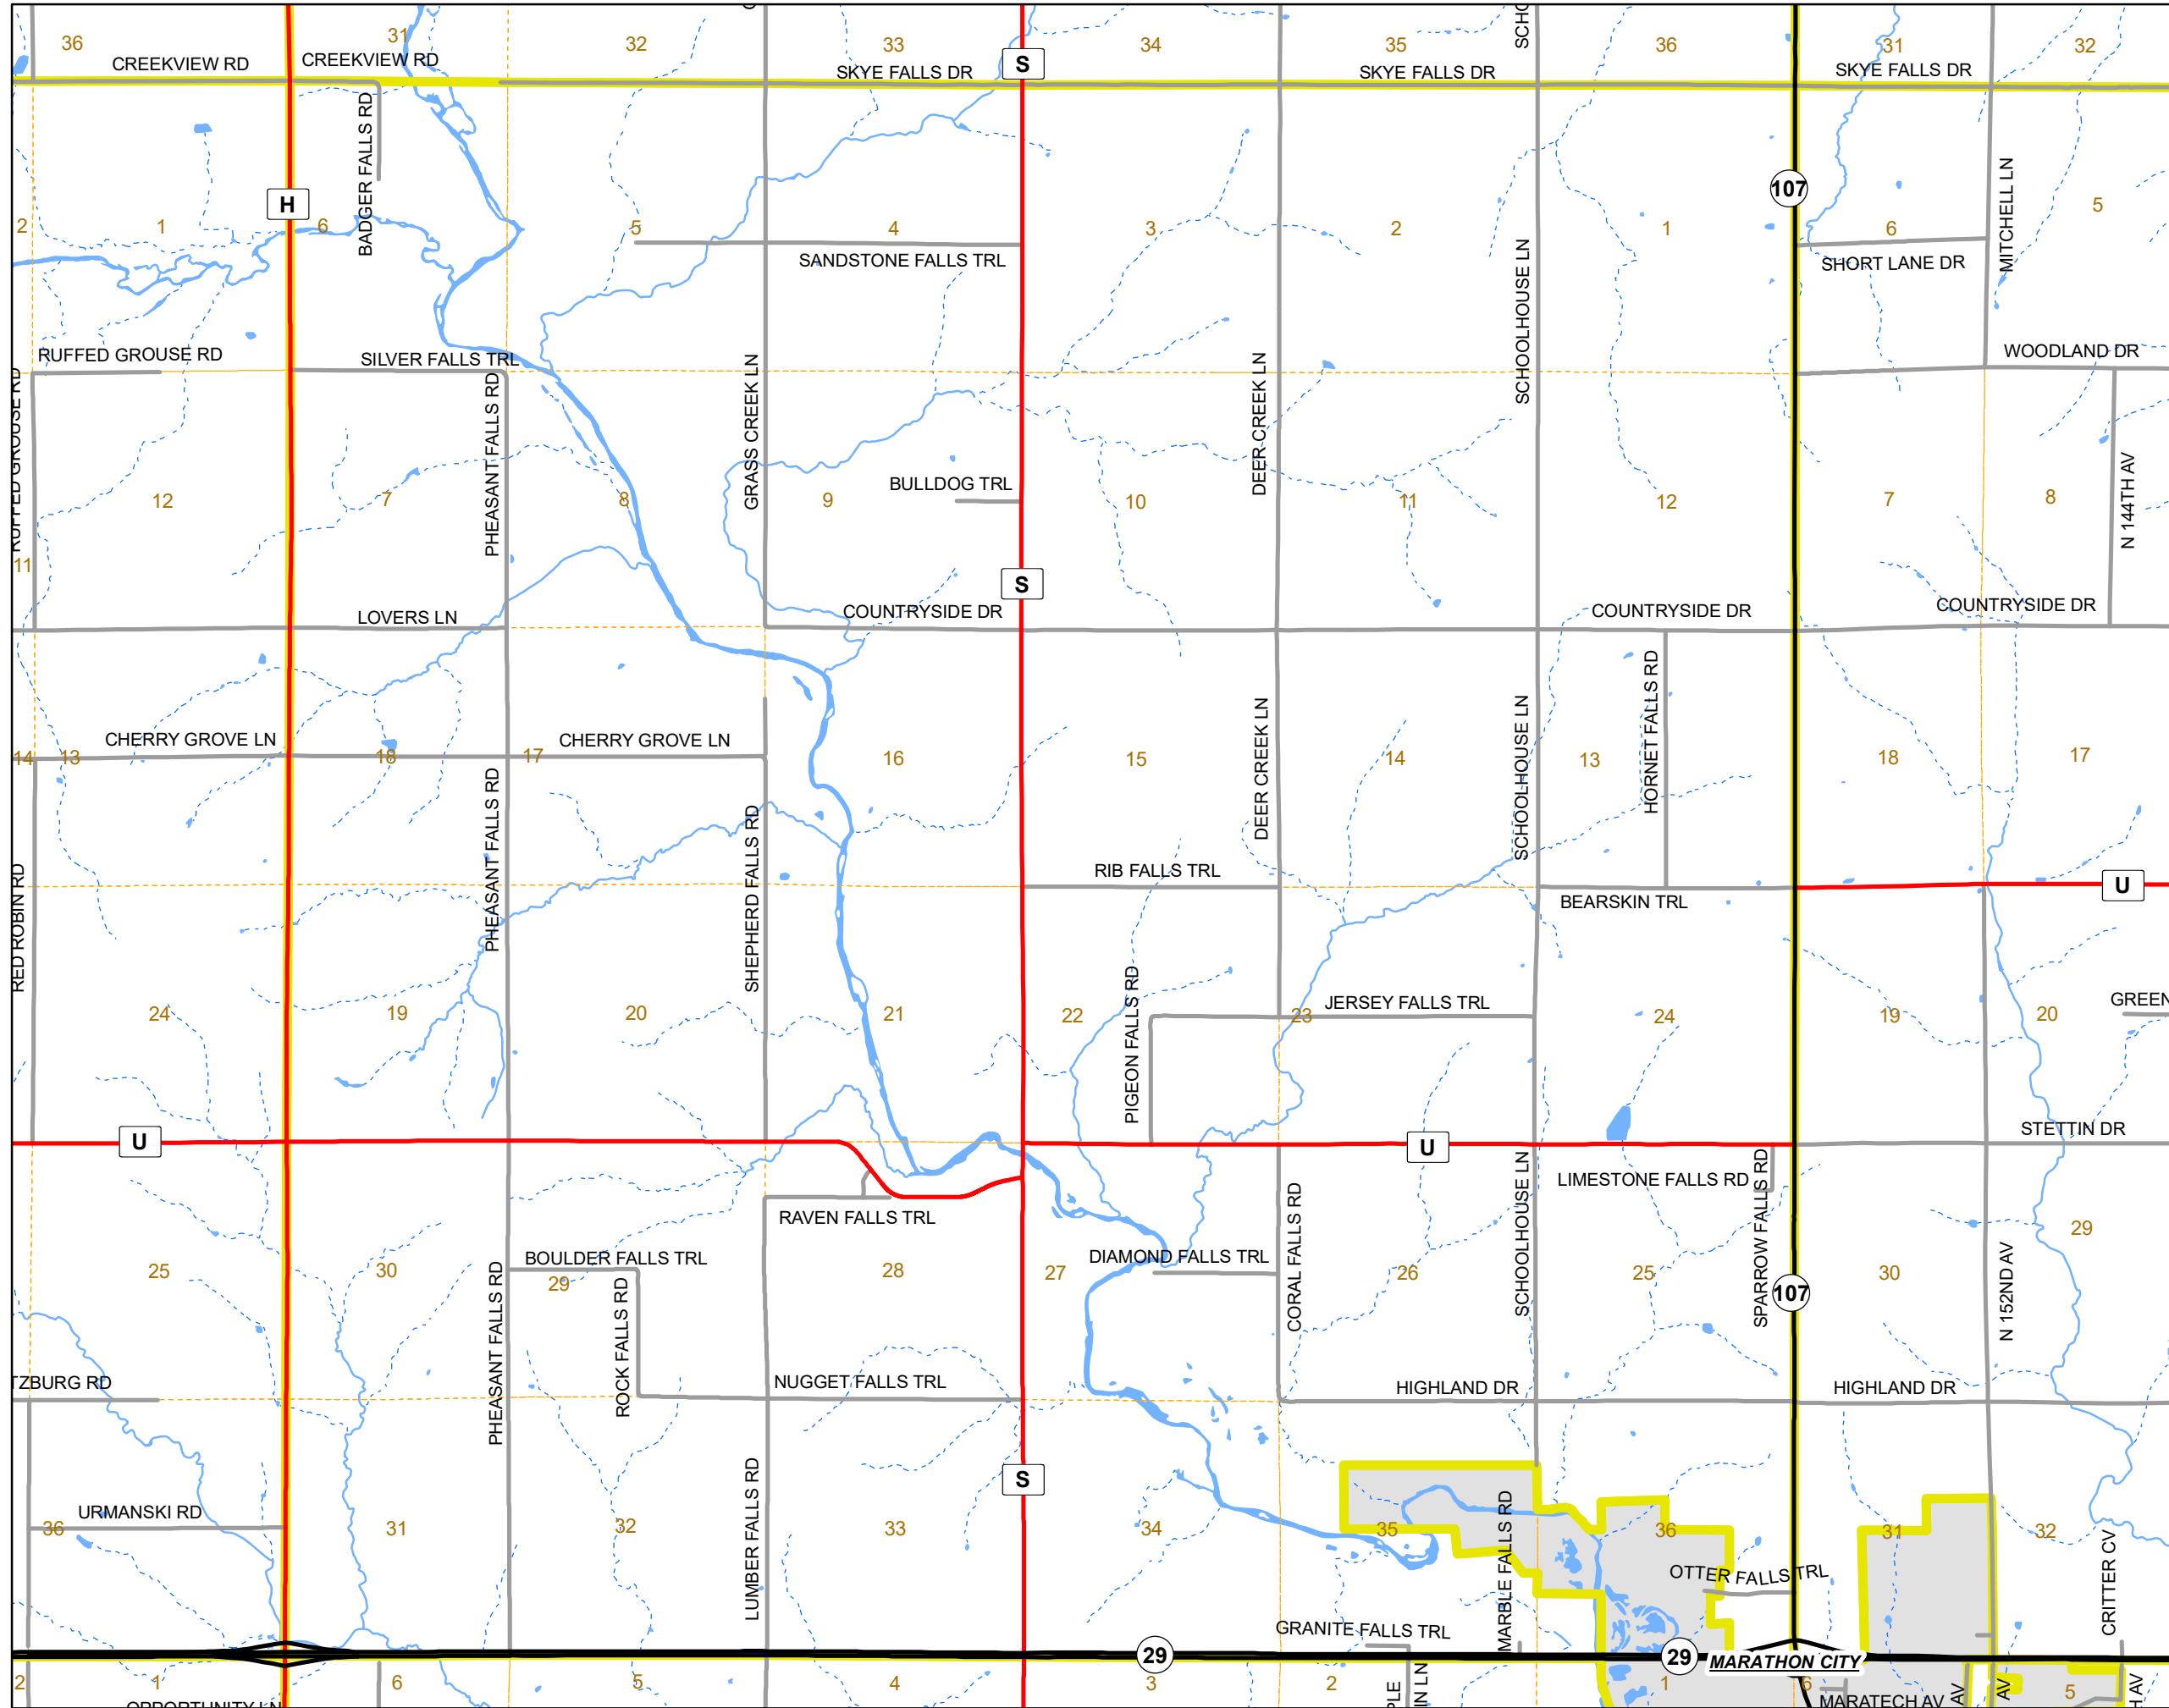 36
31
32
33
34
35
36
31
32
CREEKVIEW RD
CREEKVIEW RD
SKYE FALLS DR
S
SKYE FALLS DR
SKYE FALLS DR
BADGER FALLS RD
H
107
MITCHELL LN
2
1
6
5
4
3
2
1
6
5
SANDSTONE FALLS TRL
SCHOOLHOUSE LN
SHORT LANE DR
RUFFED GROUSE RD
SILVER FALLS TRL
WOODLAND DR
RUFFED GROUSE RD
PHEASANT FALLS RD
GRASS CREEK LN
DEER CREEK LN
BULLDOG TRL
N 144TH AV
12
7
8
9
10
11
12
7
8
11
S
LOVERS LN
COUNTRYSIDE DR
COUNTRYSIDE DR
COUNTRYSIDE DR
HORNET FALLS RD
CHERRY GROVE LN
CHERRY GROVE LN
DEER CREEK LN
SCHOOLHOUSE LN
14
13
18
17
16
15
14
13
18
17
RED ROBIN RD
PHEASANT FALLS RD
SHEPHERD FALLS RD
RIB FALLS TRL
BEARSKIN TRL
U
PIGEON FALLS RD
JERSEY FALLS TRL
GREEN
24
19
20
21
22
23
24
19
20
U
U
STETTIN DR
LIMESTONE FALLS RD
SPARROW FALLS RD
RAVEN FALLS TRL
BOULDER FALLS TRL
DIAMOND FALLS TRL
CORAL FALLS RD
SCHOOLHOUSE LN
25
30
29
28
27
26
25
30
29
107
N 152ND AV
PHEASANT FALLS RD
ROCK FALLS RD
TZBURG RD
NUGGET FALLS TRL
HIGHLAND DR
HIGHLAND DR
S
URMANSKI RD
LUMBER FALLS RD
MARBLE FALLS RD
36
31
32
33
34
35
36
31
32
OTTER FALLS TRL
CRITTER CV
GRANITE FALLS TRL
29
29
MARATHON CITY
2
1
6
5
4
3
2
1
6
5
OPPORTUNITY LN
PLE
IN LN
MARATECH AV
AV
AV
H AV